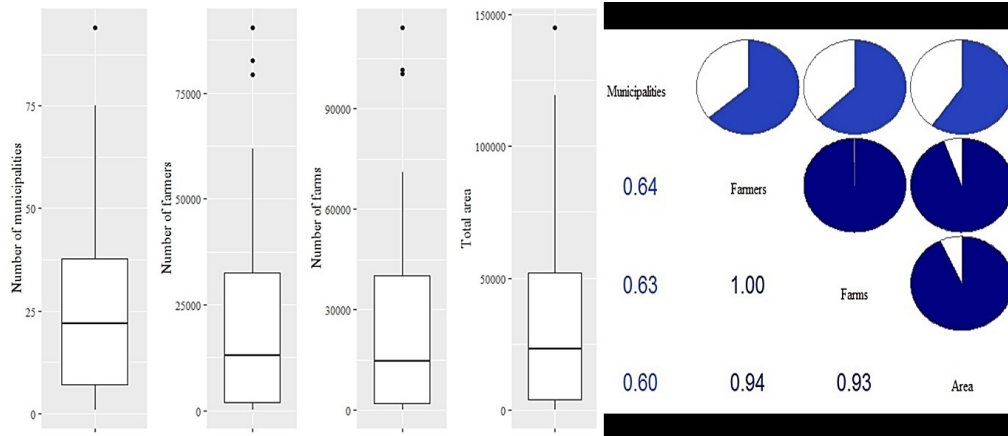 Number of municipalities
75
50
25
0
Number of farmers
75000
50000
25000
0
Number of farms
90000
60000
30000
0
Total area
150000
100000
50000
0
Municipalities
0.64
Farmers
0.63
1.00
Farms
0.60
0.94
0.93
Area